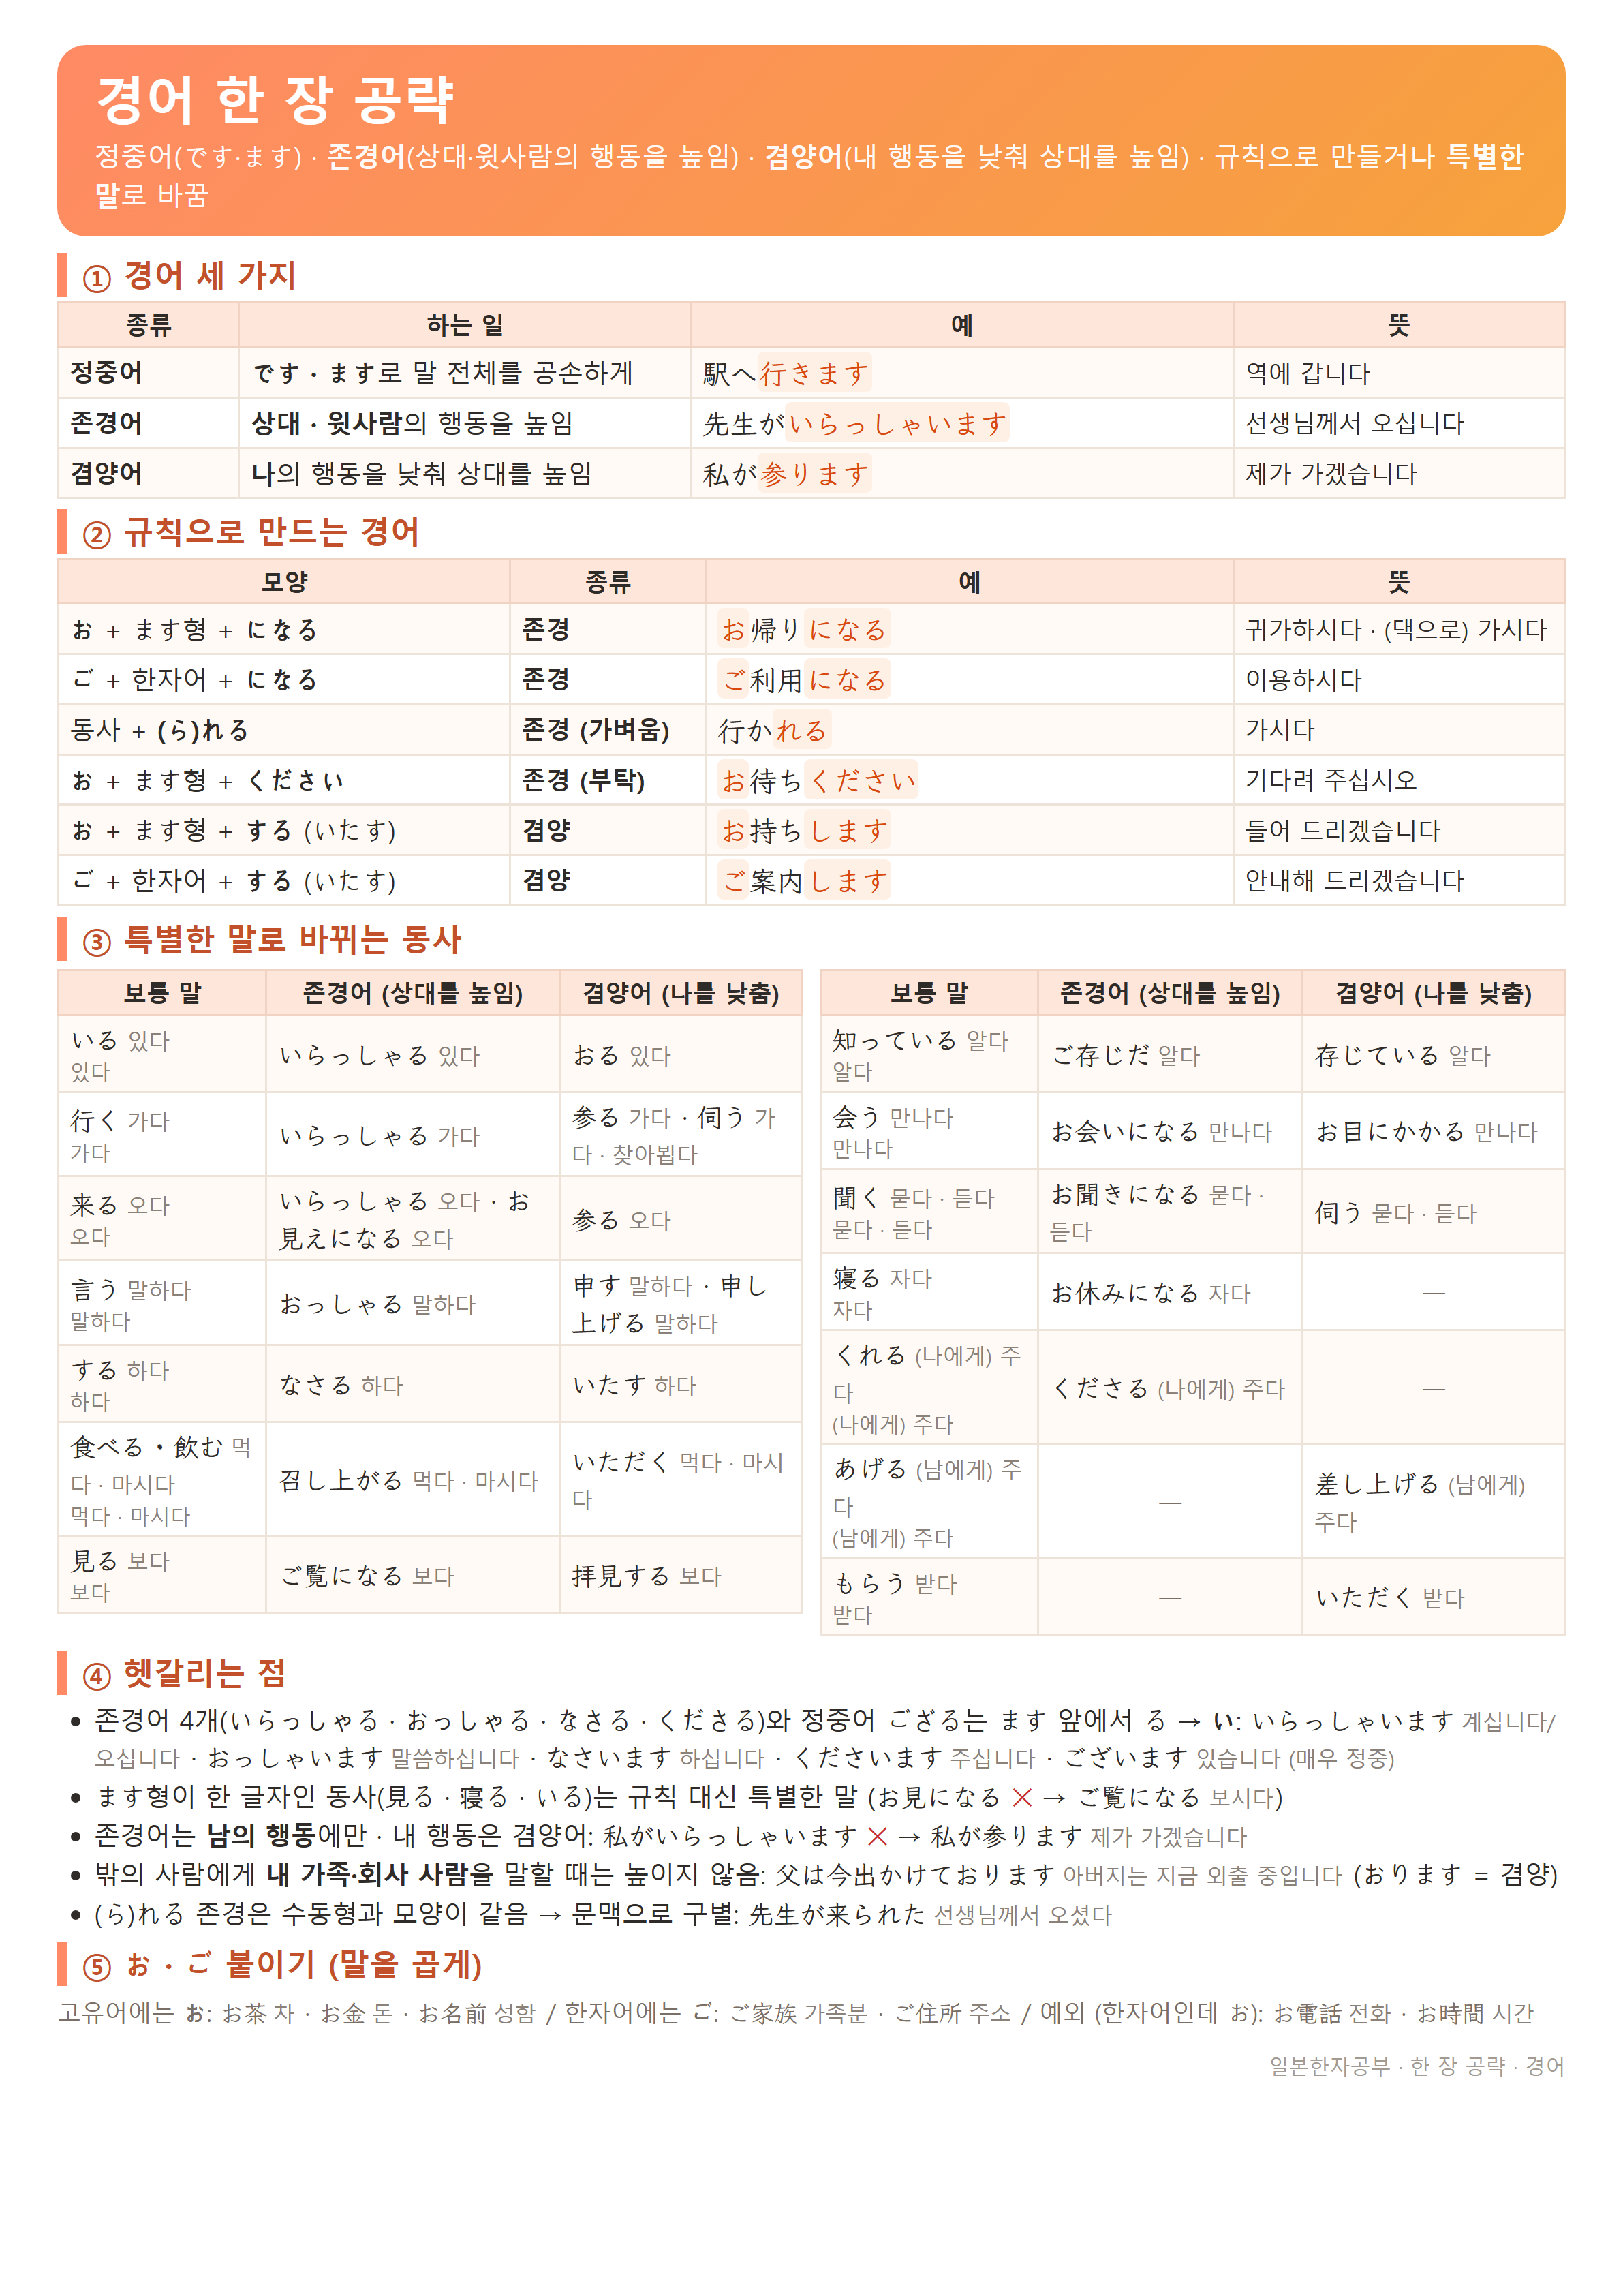 경어 한 장 공략
정중어(です·ます) · 존경어(상대·윗사람의 행동을 높임) · 겸양어(내 행동을 낮춰 상대를 높임) · 규칙으로 만들거나 특별한
말로 바꿈
① 경어 세 가지
종류 하는 일 예 뜻
정중어 です · ます로 말 전체를 공손하게 駅へ行きます 역에 갑니다
존경어 상대 · 윗사람의 행동을 높임 先生がいらっしゃいます 선생님께서 오십니다
겸양어 나의 행동을 낮춰 상대를 높임 私が参ります 제가 가겠습니다
② 규칙으로 만드는 경어
모양 종류 예 뜻
お + ます형 + になる 존경 お帰りになる 귀가하시다 · (댁으로) 가시다
ご + 한자어 + になる 존경 ご利用になる 이용하시다
동사 + (ら)れる 존경 (가벼움) 行かれる 가시다
お + ます형 + ください 존경 (부탁) お待ちください 기다려 주십시오
お + ます형 + する (いたす) 겸양 お持ちします 들어 드리겠습니다
ご + 한자어 + する (いたす) 겸양 ご案内します 안내해 드리겠습니다
③ 특별한 말로 바뀌는 동사
보통 말 존경어 (상대를 높임) 겸양어 (나를 낮춤)
いる 있다
있다
いらっしゃる 있다
おる 있다
行く 가다
가다
いらっしゃる 가다
参る 가다 · 伺う 가
다 · 찾아뵙다
来る 오다
오다
いらっしゃる 오다 · お
見えになる 오다
参る 오다
言う 말하다
말하다
おっしゃる 말하다
申す 말하다 · 申し
上げる 말하다
する 하다
하다
なさる 하다
いたす 하다
食べる・飲む 먹
다 · 마시다
먹다 · 마시다
召し上がる 먹다 · 마시다
いただく 먹다 · 마시
다
見る 보다
보다
ご覧になる 보다
拝見する 보다
보통 말 존경어 (상대를 높임) 겸양어 (나를 낮춤)
知っている 알다
알다
ご存じだ 알다
存じている 알다
会う 만나다
만나다
お会いになる 만나다
お目にかかる 만나다
聞く 묻다 · 듣다
묻다 · 듣다
お聞きになる 묻다 ·
듣다
伺う 묻다 · 듣다
寝る 자다
자다
お休みになる 자다
—
くれる (나에게) 주
다
(나에게) 주다
くださる (나에게) 주다
—
あげる (남에게) 주
다
(남에게) 주다
—
差し上げる (남에게)
주다
もらう 받다
받다
—
いただく 받다
④ 헷갈리는 점
• 존경어 4개(いらっしゃる · おっしゃる · なさる · くださる)와 정중어 ござる는 ます 앞에서 る → い: いらっしゃいます 계십니다/
오십니다 · おっしゃいます 말씀하십니다 · なさいます 하십니다 · くださいます 주십니다 · ございます 있습니다 (매우 정중)
• ます형이 한 글자인 동사(見る · 寝る · いる)는 규칙 대신 특별한 말 (お見になる ✕ → ご覧になる 보시다)
• 존경어는 남의 행동에만 · 내 행동은 겸양어: 私がいらっしゃいます ✕ → 私が参ります 제가 가겠습니다
• 밖의 사람에게 내 가족·회사 사람을 말할 때는 높이지 않음: 父は今出かけております 아버지는 지금 외출 중입니다 (おります = 겸양)
• (ら)れる 존경은 수동형과 모양이 같음 → 문맥으로 구별: 先生が来られた 선생님께서 오셨다
⑤ お · ご 붙이기 (말을 곱게)
고유어에는 お: お茶 차 · お金 돈 · お名前 성함 / 한자어에는 ご: ご家族 가족분 · ご住所 주소 / 예외 (한자어인데 お): お電話 전화 · お時間 시간
일본한자공부 · 한 장 공략 · 경어